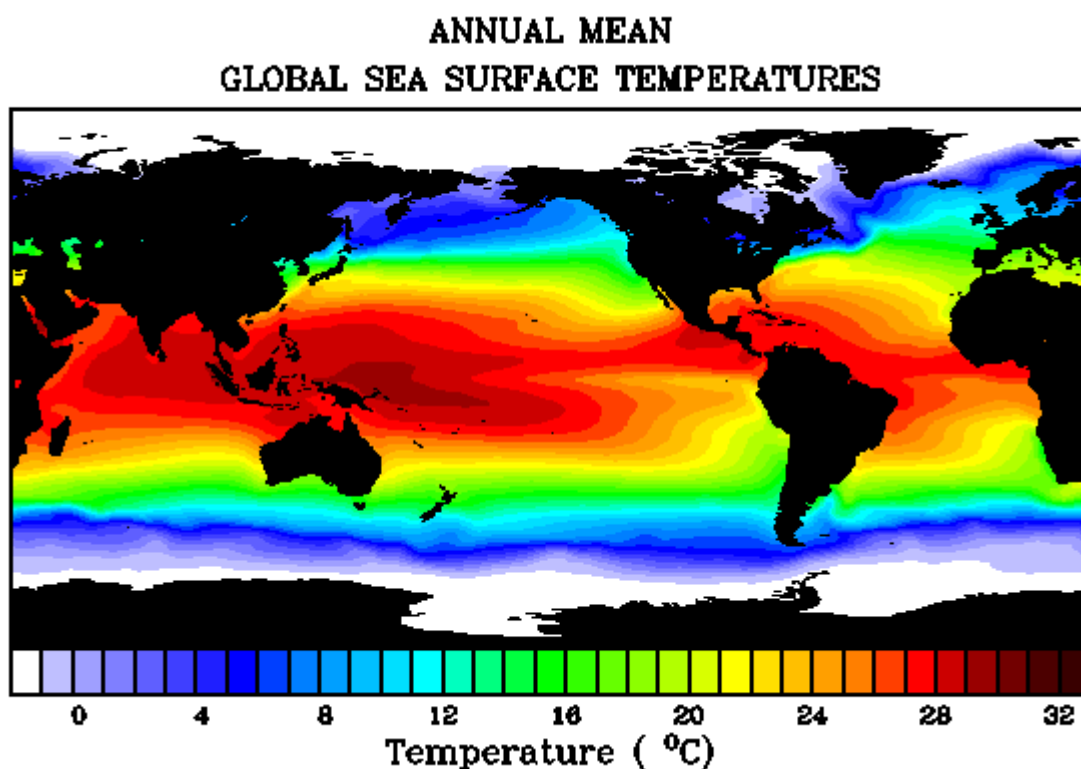 ANNUAL MEAN
GLOBAL SEA SURFACE TEMPERATURES
0 4 8 12 16 20 24 28 32
Temperature ( °C)